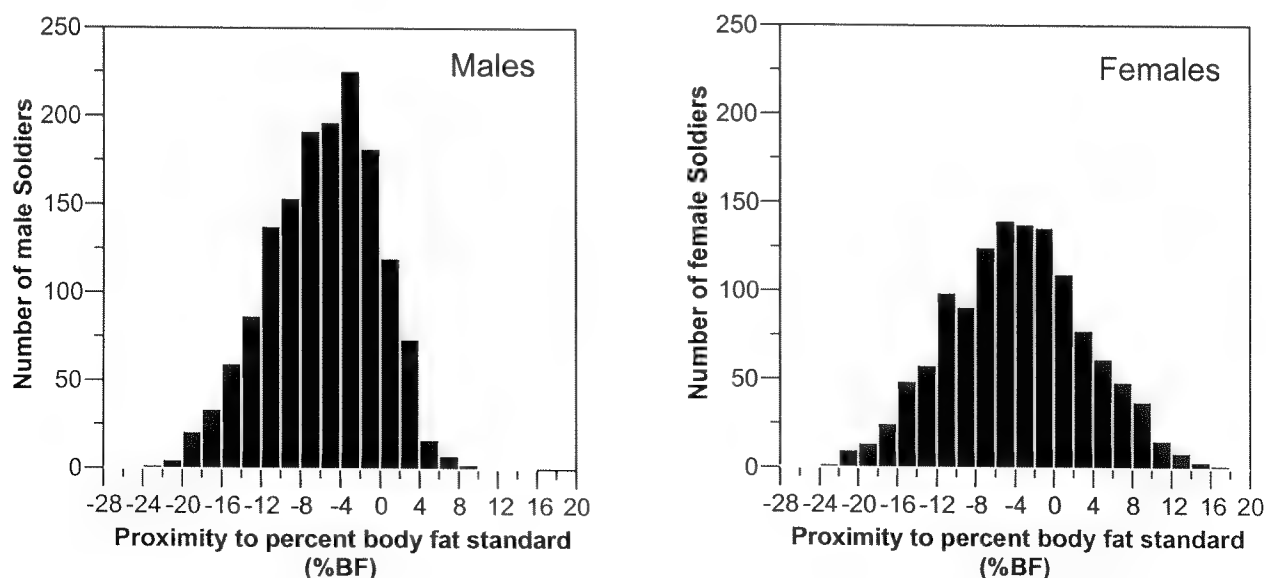 Males
250
200
150
100
50
0
Number of male Soldiers
-28 -24 -20 -16 -12 -8 -4 0 4 8 12 16 20
Proximity to percent body fat standard
(%BF)
Females
250
200
150
100
50
0
Number of female Soldiers
-28 -24 -20 -16 -12 -8 -4 0 4 8 12 16 20
Proximity to percent body fat standard
(%BF)